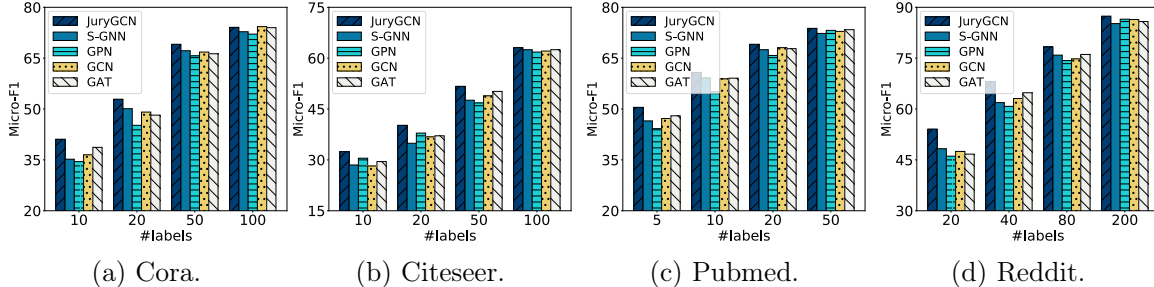 80
65
50
35
20
Micro-F1
JuryGCN
S-GNN
GPN
GCN
GAT
10 20 50 100
#labels
(a) Cora.
75
60
45
30
15
Micro-F1
JuryGCN
S-GNN
GPN
GCN
GAT
10 20 50 100
#labels
(b) Citeseer.
80
65
50
35
20
Micro-F1
JuryGCN
S-GNN
GPN
GCN
GAT
5 10 20 50
#labels
(c) Pubmed.
90
75
60
45
30
Micro-F1
JuryGCN
S-GNN
GPN
GCN
GAT
20 40 80 200
#labels
(d) Reddit.